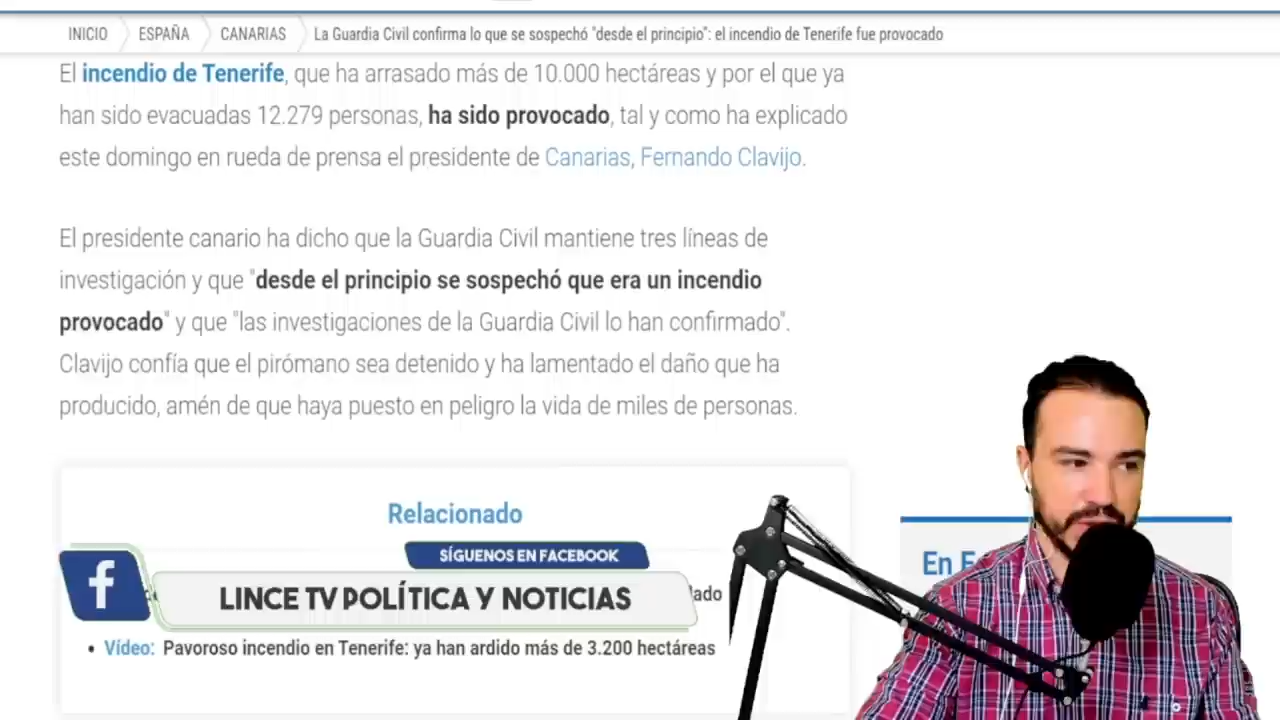 INICIO ESPAÑA CANARIAS La Guardia Civil confirma lo que se sospechó "desde el principio": el incendio de Tenerife fue provocado
El incendio de Tenerife, que ha arrasado más de 10.000 hectáreas y por el que ya
han sido evacuadas 12.279 personas, ha sido provocado, tal y como ha explicado
este domingo en rueda de prensa el presidente de Canarias, Fernando Clavijo.
El presidente canario ha dicho que la Guardia Civil mantiene tres líneas de
investigación y que "desde el principio se sospechó que era un incendio
provocado" y que "las investigaciones de la Guardia Civil lo han confirmado".
Clavijo confía que el pirómano sea detenido y ha lamentado el daño que ha
producido, amén de que haya puesto en peligro la vida de miles de personas.
Relacionado
SÍGUENOS EN FACEBOOK
LINCE TV POLÍTICA Y NOTICIAS
• Vídeo: Pavoroso incendio en Tenerife: ya han ardido más de 3.200 hectáreas
En